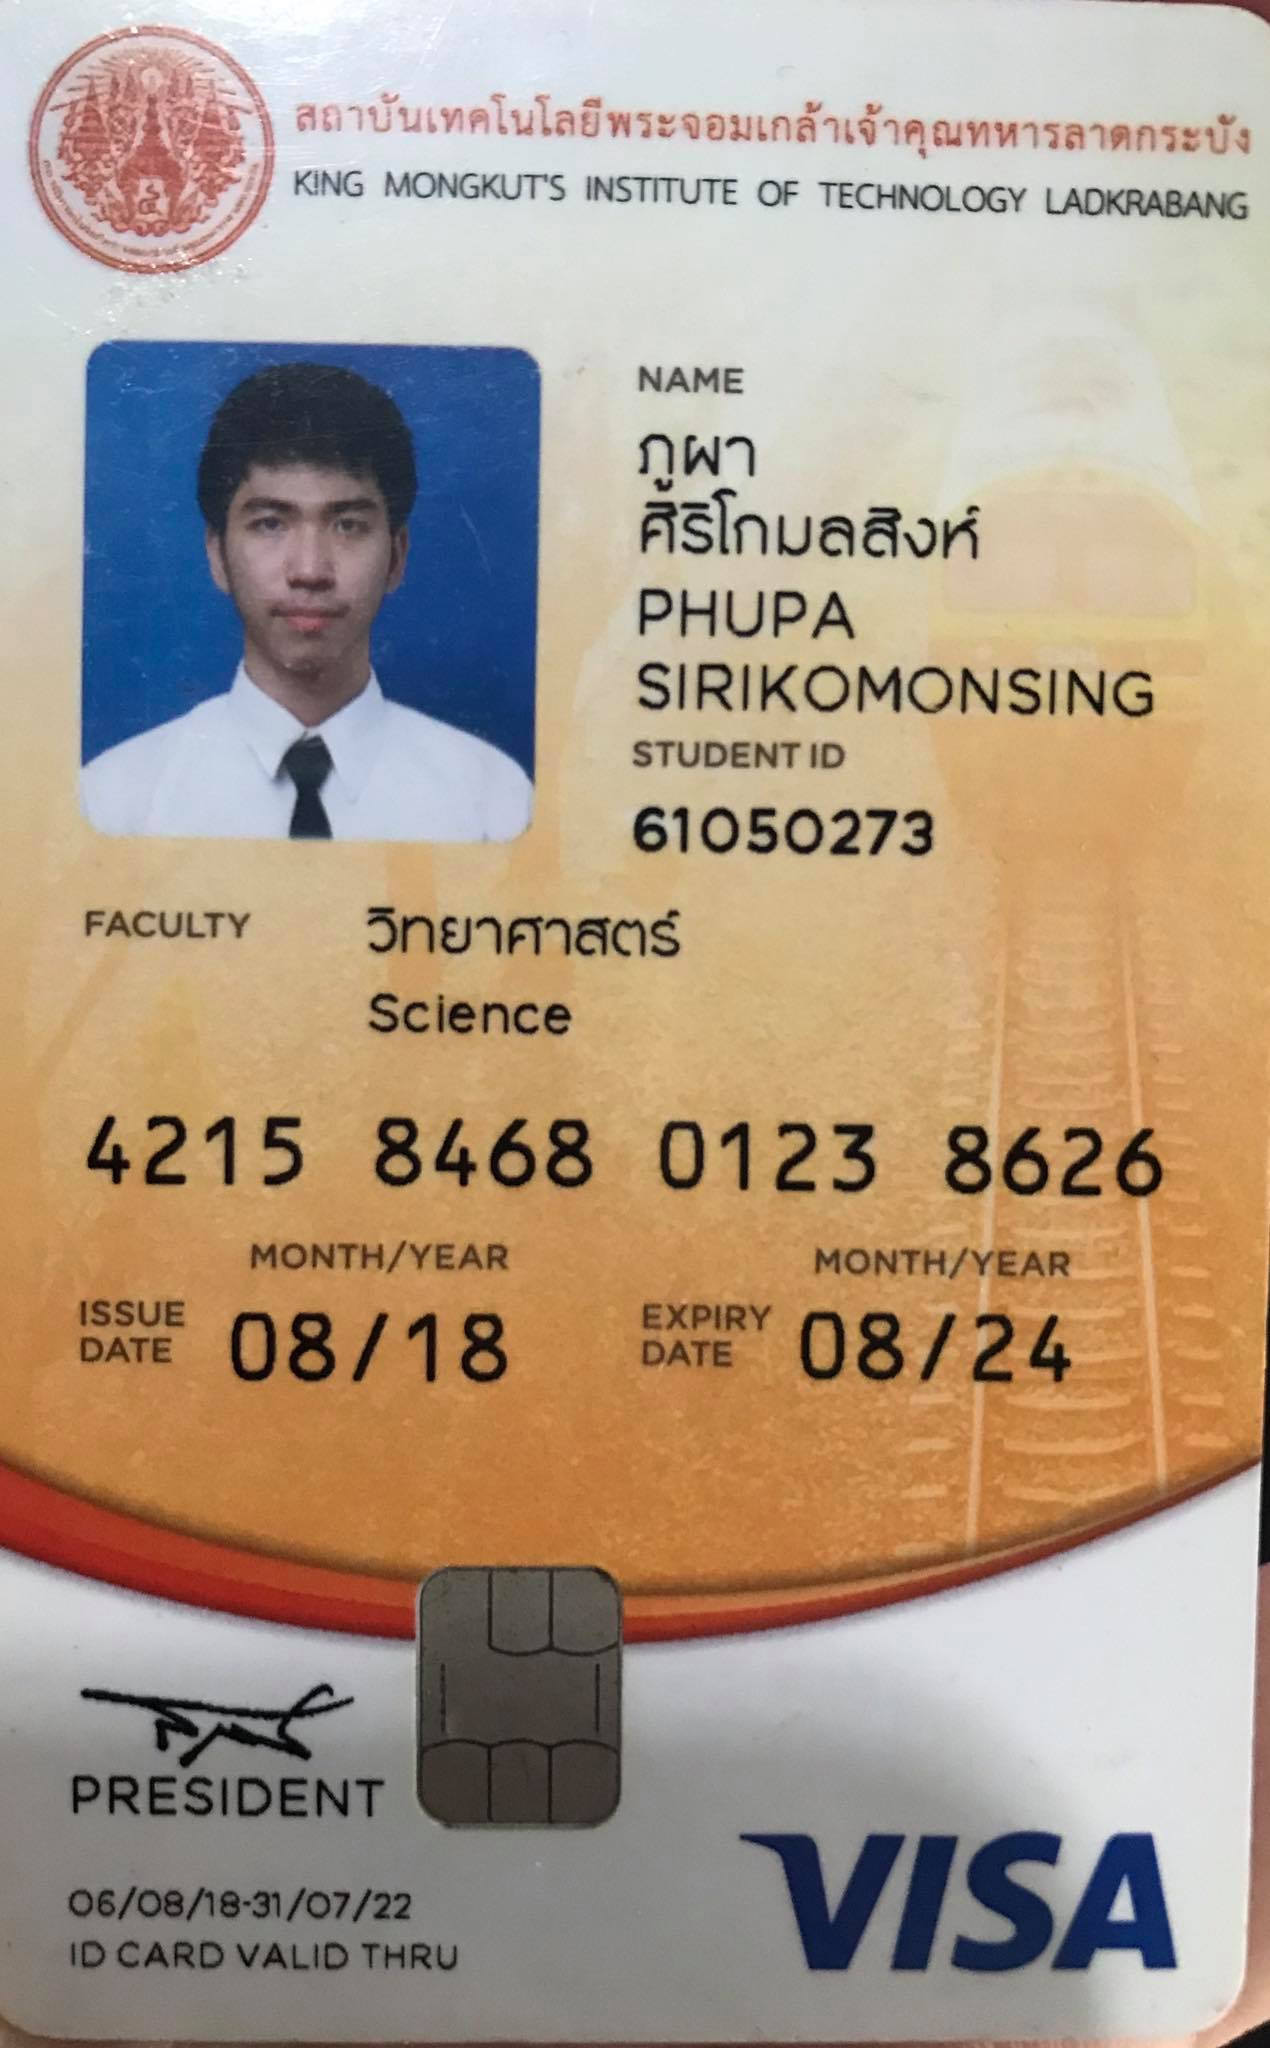 สถาบันเทคโนโลยีพระจอมเกล้าเจ้าคุณทหารลาดกระบัง
KING MONGKUT'S INSTITUTE OF TECHNOLOGY LADKRABANG
NAME
ภูผา
ศิริโกมลสิงห์
PHUPA
SIRIKOMONSING
STUDENT ID
61050273
FACULTY วิทยาศาสตร์
Science
4215 8468 0123 8626
MONTH/YEAR MONTH/YEAR
ISSUE DATE 08/18 EXPIRY DATE 08/24
PRESIDENT
06/08/18-31/07/22
ID CARD VALID THRU
VISA